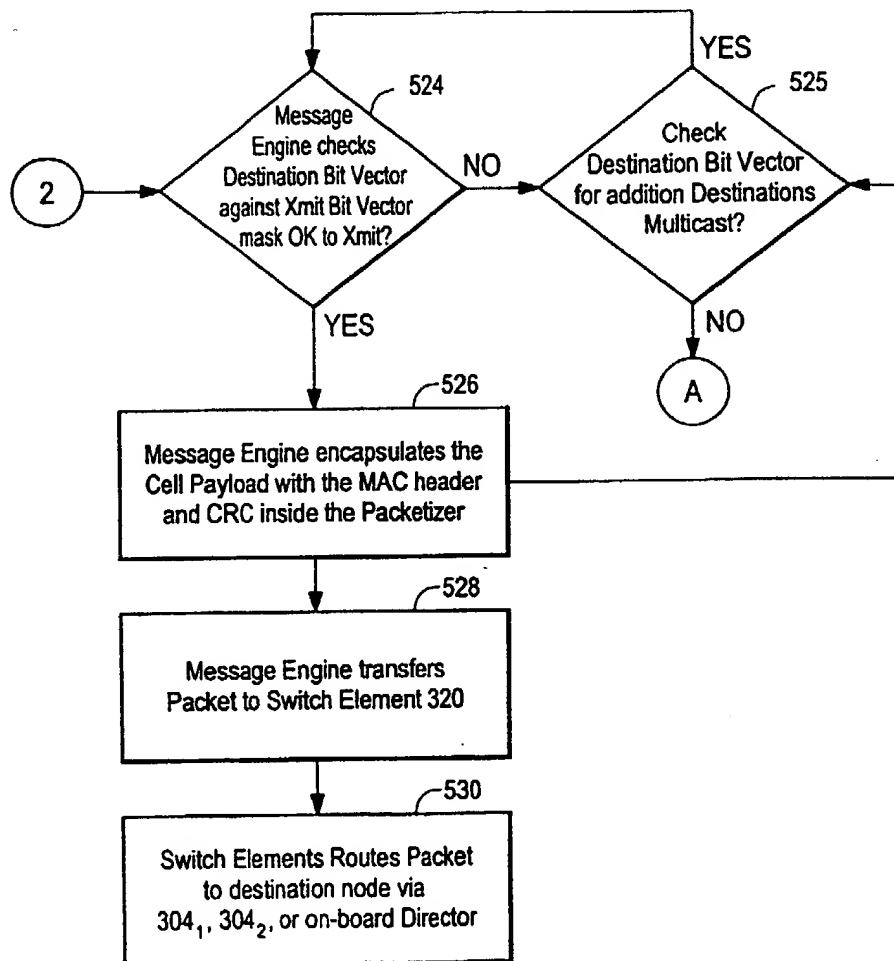 YES
524
525
Message
Engine checks
Destination Bit Vector
against Xmit Bit Vector
mask OK to Xmit?
NO
Check
Destination Bit Vector
for addition Destinations
Multicast?
2
YES
NO
A
526
Message Engine encapsulates the
Cell Payload with the MAC header
and CRC inside the Packetizer
528
Message Engine transfers
Packet to Switch Element 320
530
Switch Elements Routes Packet
to destination node via
304₁, 304₂, or on-board Director